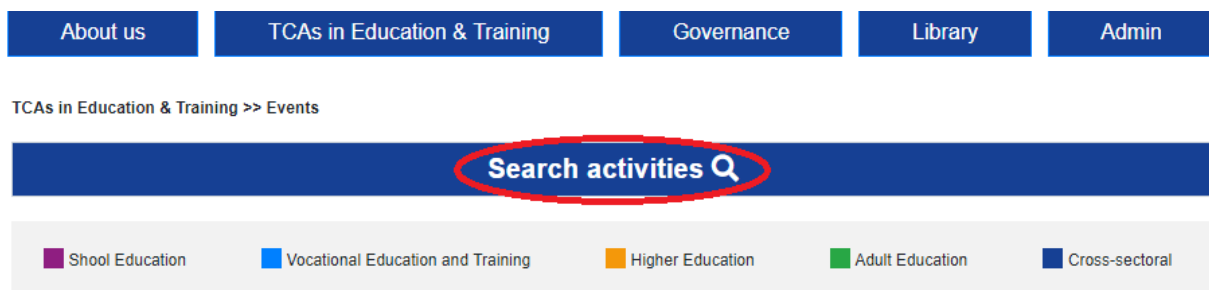 About us TCAs in Education & Training Governance Library Admin
TCAs in Education & Training >> Events
Search activities
Shool Education Vocational Education and Training Higher Education Adult Education Cross-sectoral